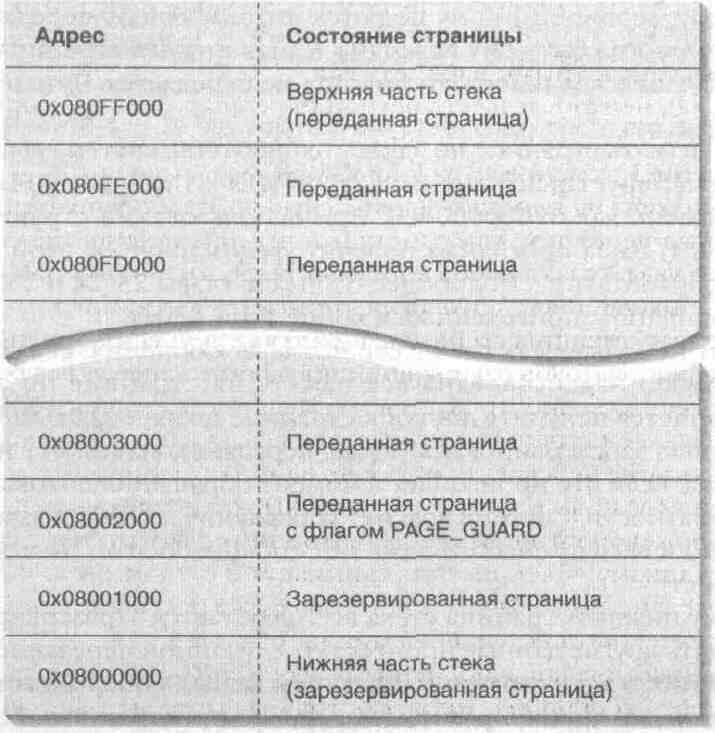 Адрес Состояние страницы
0x080FF000 Верхняя часть стека
(переданная страница)
0x080FE000 Переданная страница
0x080FD000 Переданная страница
0x08003000 Переданная страница
0x08002000 Переданная страница
с флагом PAGE_GUARD
0x08001000 Зарезервированная страница
0x08000000 Нижняя часть стека
(зарезервированная страница)